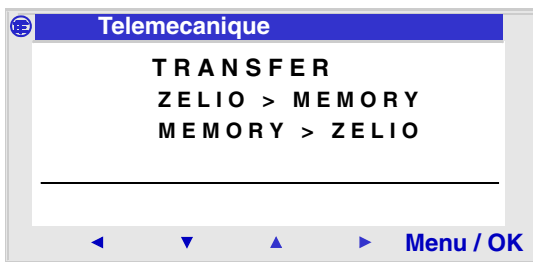 Telemecanique
TRANSFER
ZELIO > MEMORY
MEMORY > ZELIO
Menu / OK